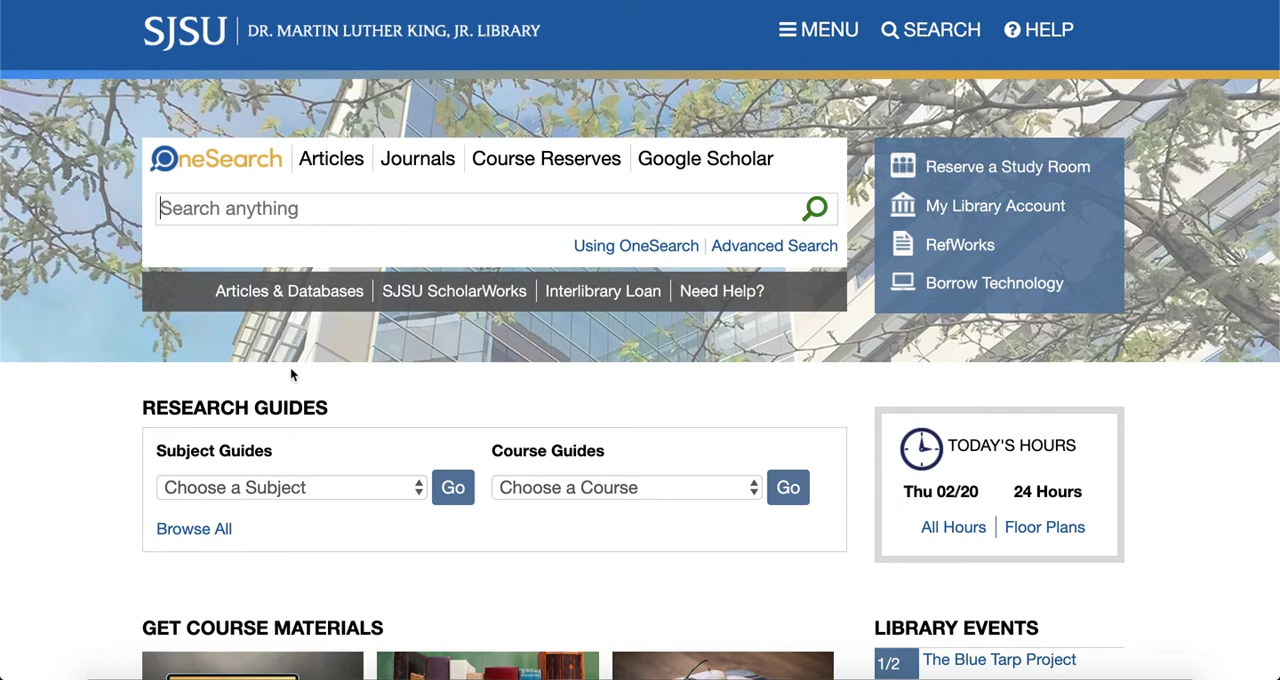 SJSU DR. MARTIN LUTHER KING, JR. LIBRARY
MENU SEARCH HELP
OneSearch Articles Journals Course Reserves Google Scholar
Search anything
Using OneSearch Advanced Search
Articles & Databases SJSU ScholarWorks Interlibrary Loan Need Help?
Reserve a Study Room
My Library Account
RefWorks
Borrow Technology
RESEARCH GUIDES
Subject Guides Course Guides
Choose a Subject Go Choose a Course Go
Browse All
TODAY'S HOURS
Thu 02/20 24 Hours
All Hours Floor Plans
GET COURSE MATERIALS
LIBRARY EVENTS
1/2 The Blue Tarp Project